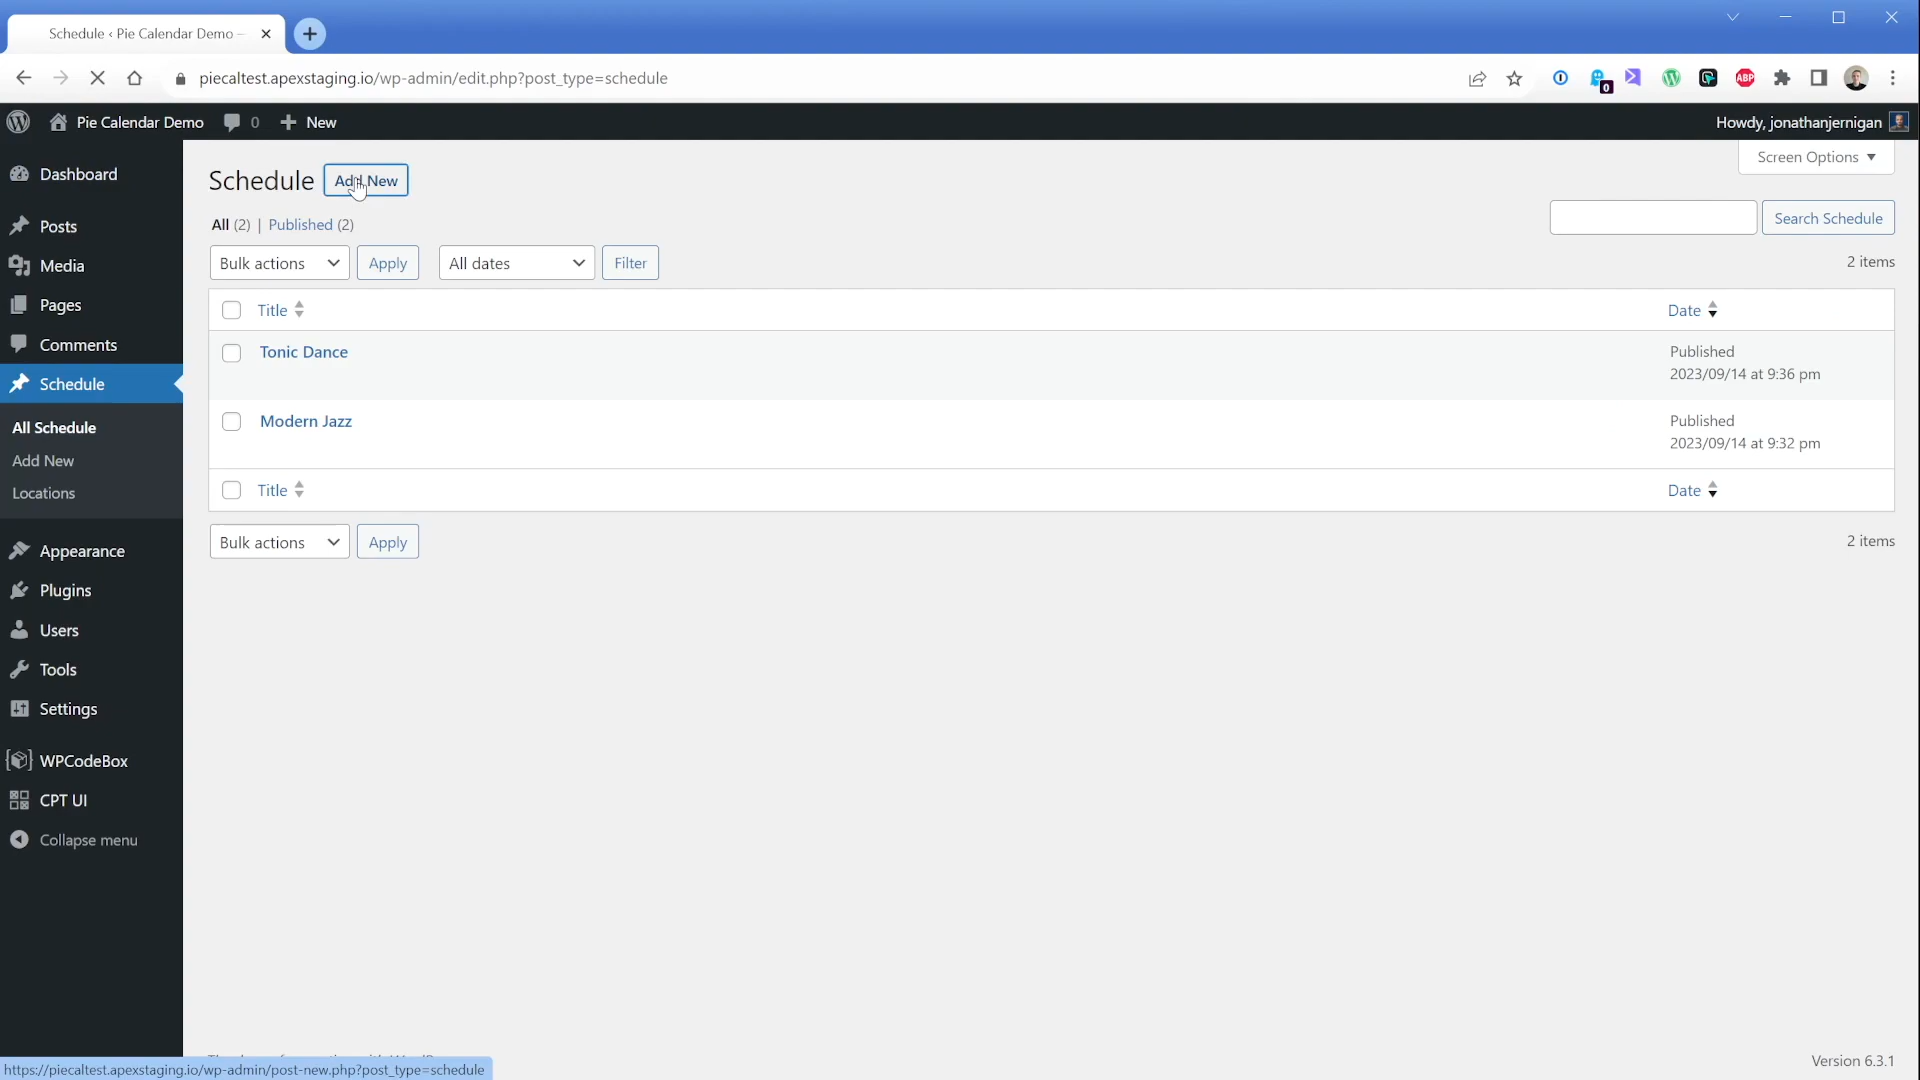 Schedule ‹ Pie Calendar Demo –
piecaltest.apexstaging.io/wp-admin/edit.php?post_type=schedule
0
ABP
Pie Calendar Demo
0
New
Howdy, jonathanjernigan
Dashboard
Posts
Media
Pages
Comments
Schedule
All Schedule
Add New
Locations
Appearance
Plugins
Users
Tools
Settings
WPCodeBox
CPT UI
Collapse menu
Schedule
Add New
Screen Options
All (2) | Published (2)
Search Schedule
Bulk actions
Apply
All dates
Filter
2 items
Title
Date
Tonic Dance
Published
2023/09/14 at 9:36 pm
Modern Jazz
Published
2023/09/14 at 9:32 pm
Title
Date
Bulk actions
Apply
2 items
Version 6.3.1
https://piecaltest.apexstaging.io/wp-admin/post-new.php?post_type=schedule